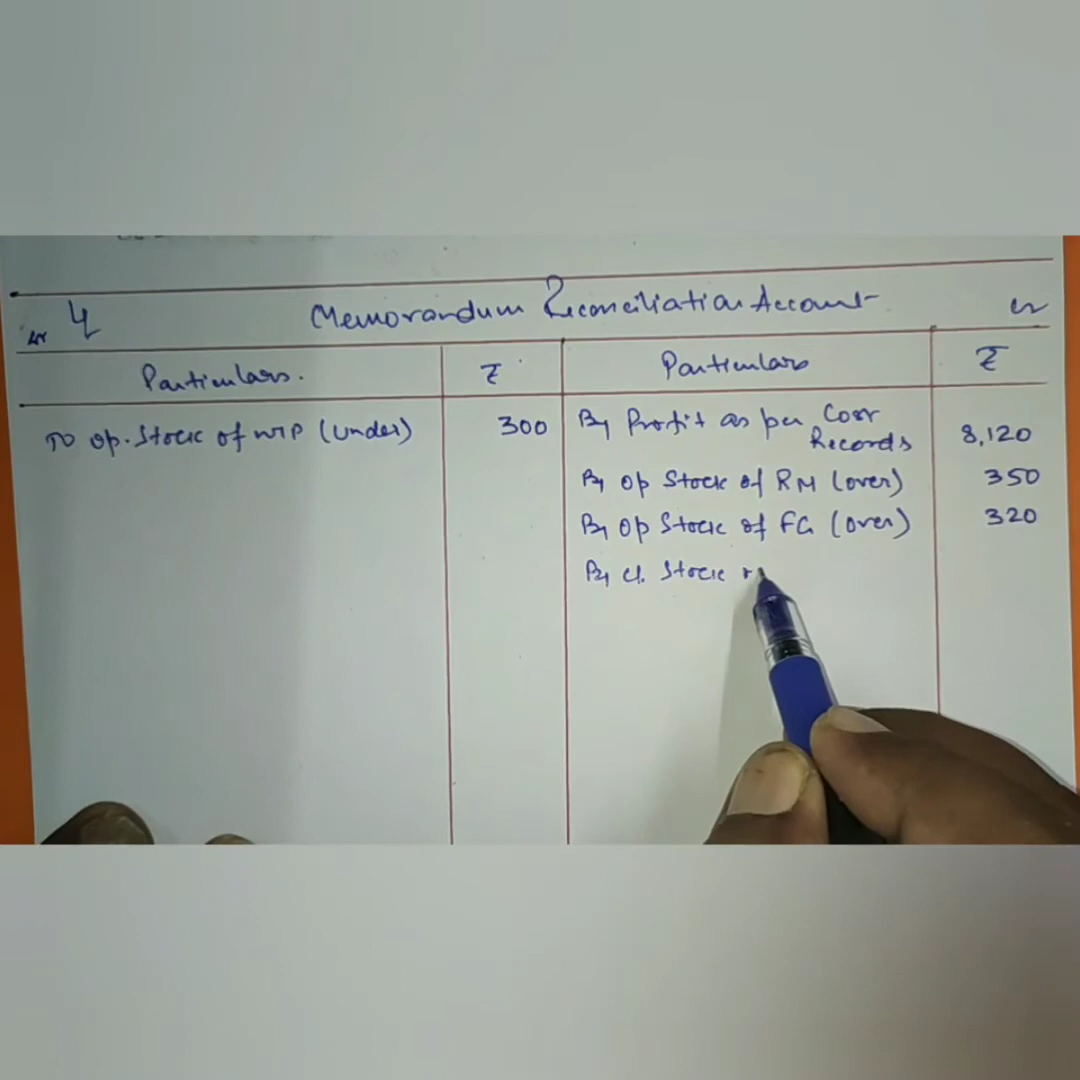 4 Memorandum Reconciliation Account
Dr Cr
Particulars. ₹ Particulars ₹
To Op. Stock of WIP (Under) 300 By Profit as per Cost
Records 8,120
By Op Stock of RM (over) 350
By Op Stock of FG (over) 320
By Cl. Stock